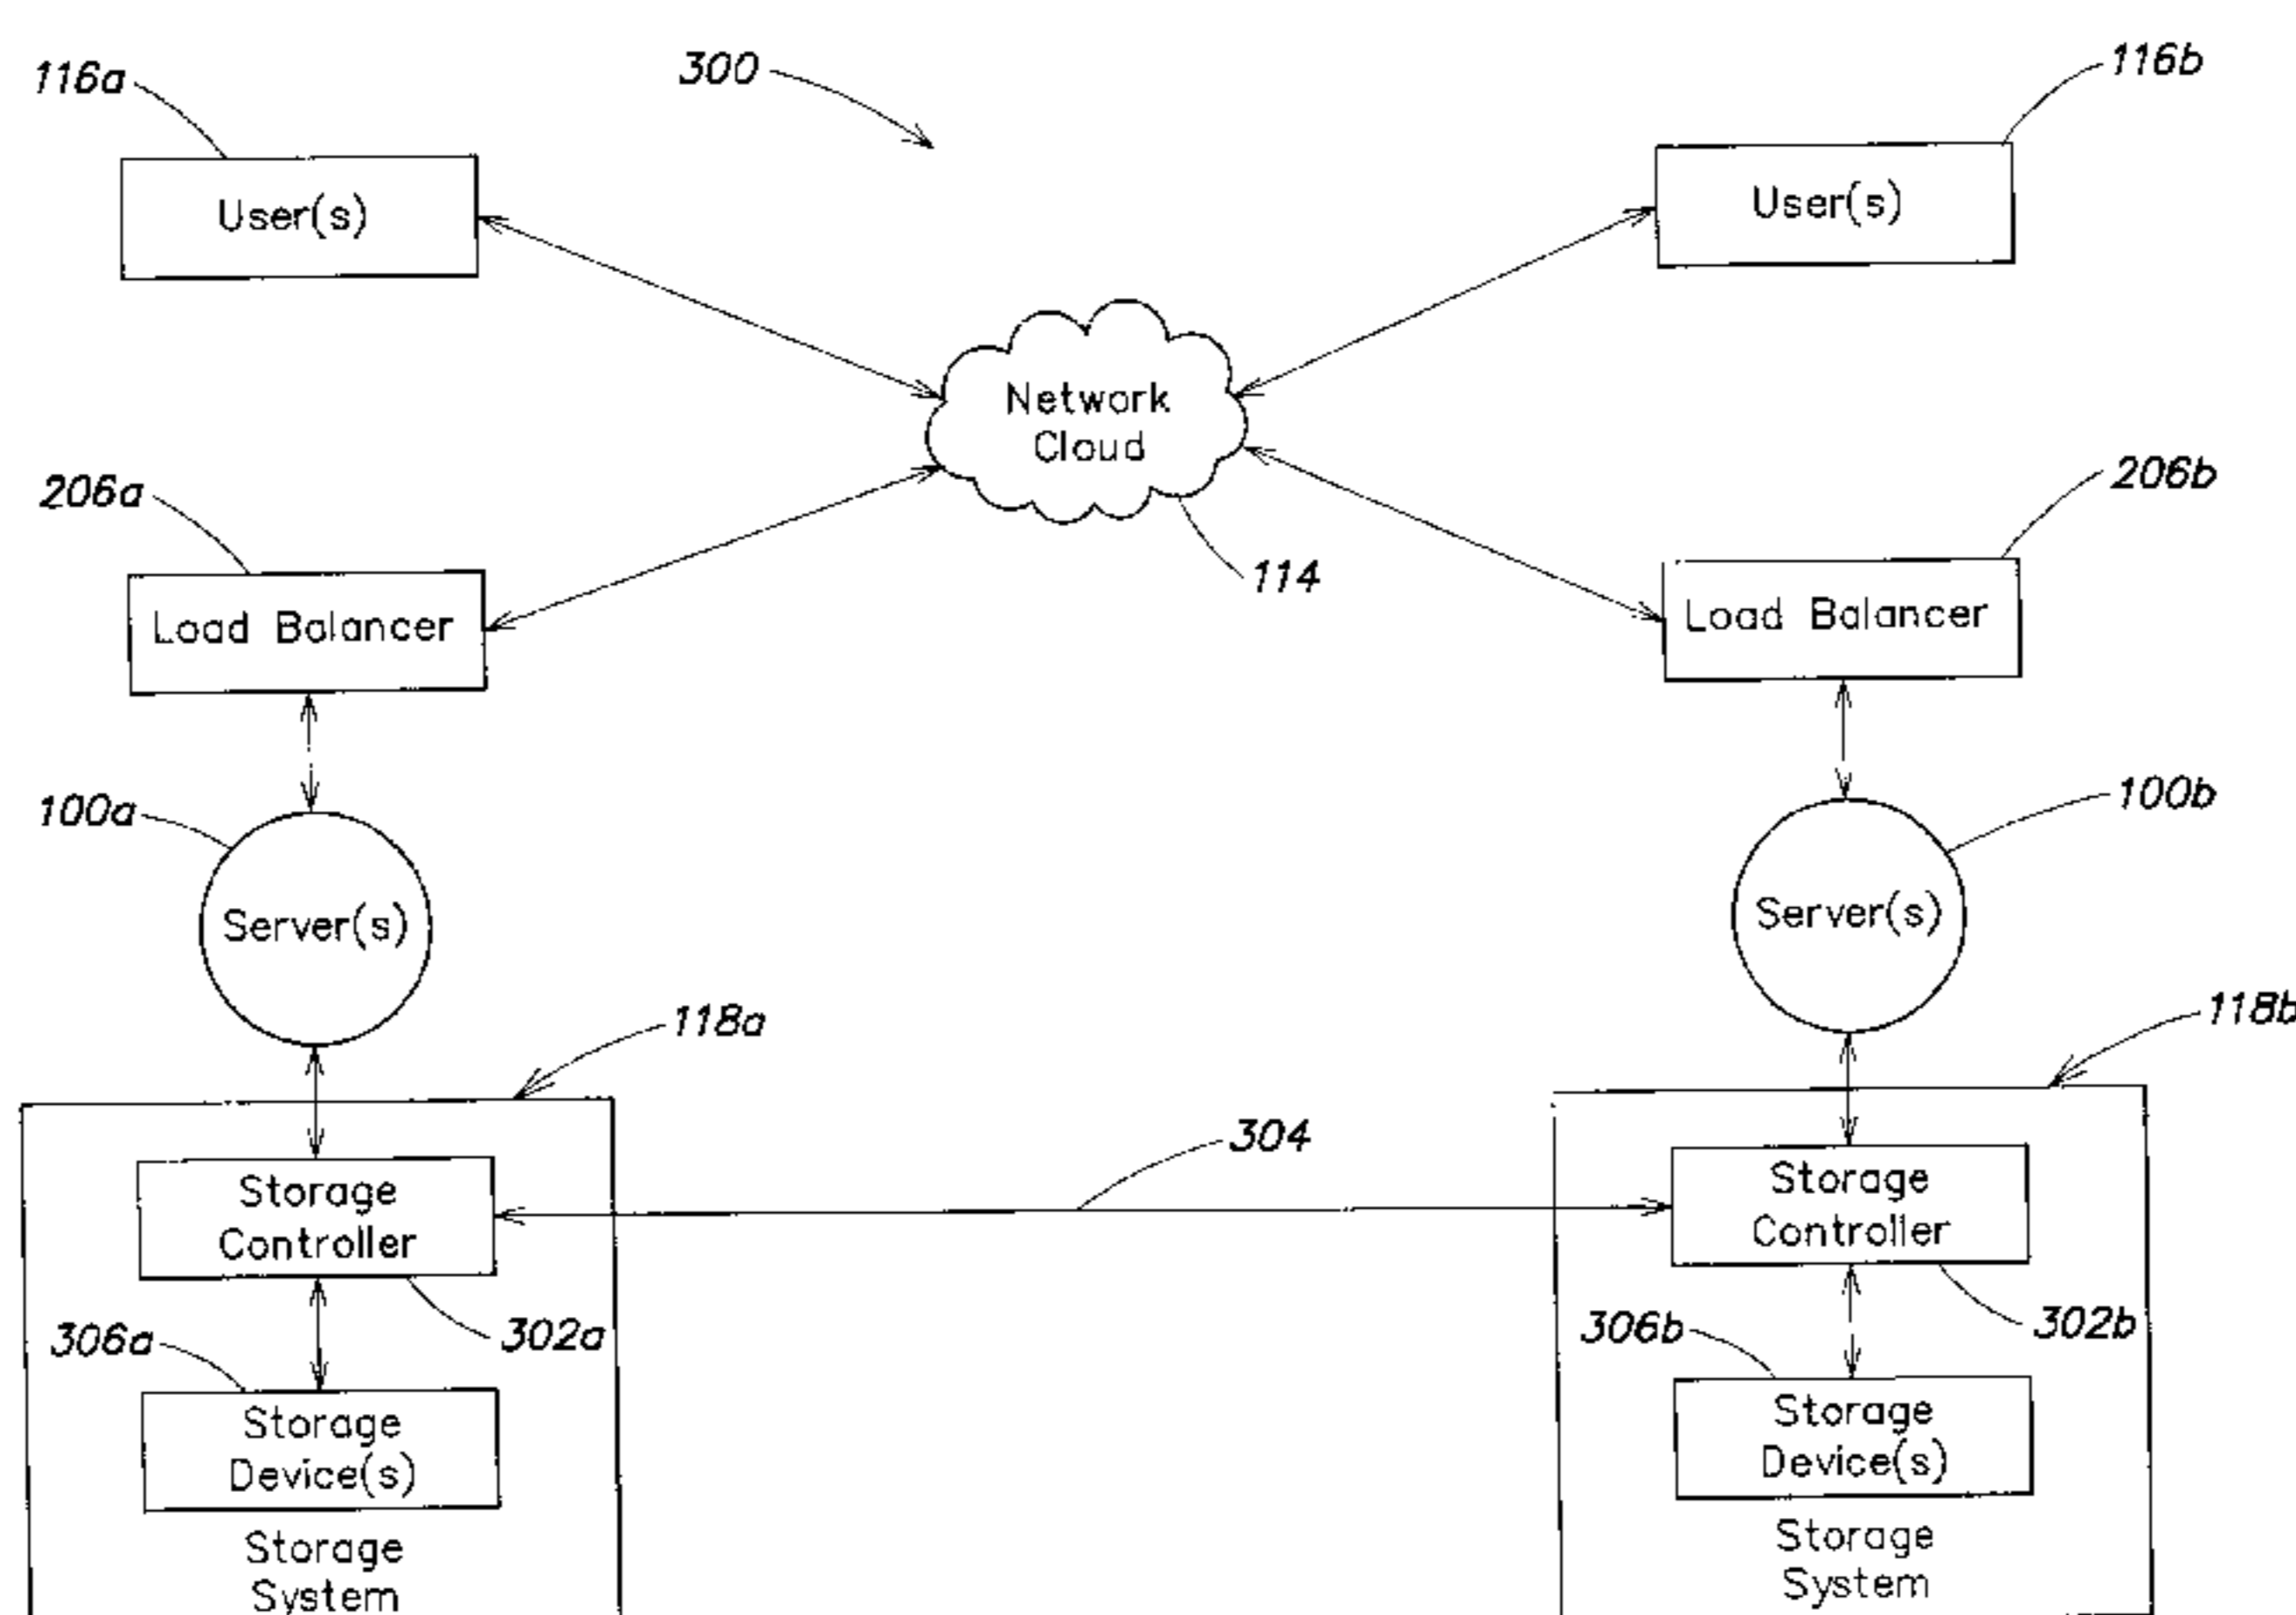 116a
300
116b
User(s)
User(s)
Network
Cloud
206a
206b
114
Load Balancer
Load Balancer
100a
100b
Server(s)
Server(s)
118a
118b
304
Storage
Controller
Storage
Controller
306a
302a
306b
302b
Storage
Device(s)
Storage
Device(s)
Storage
System
Storage
System